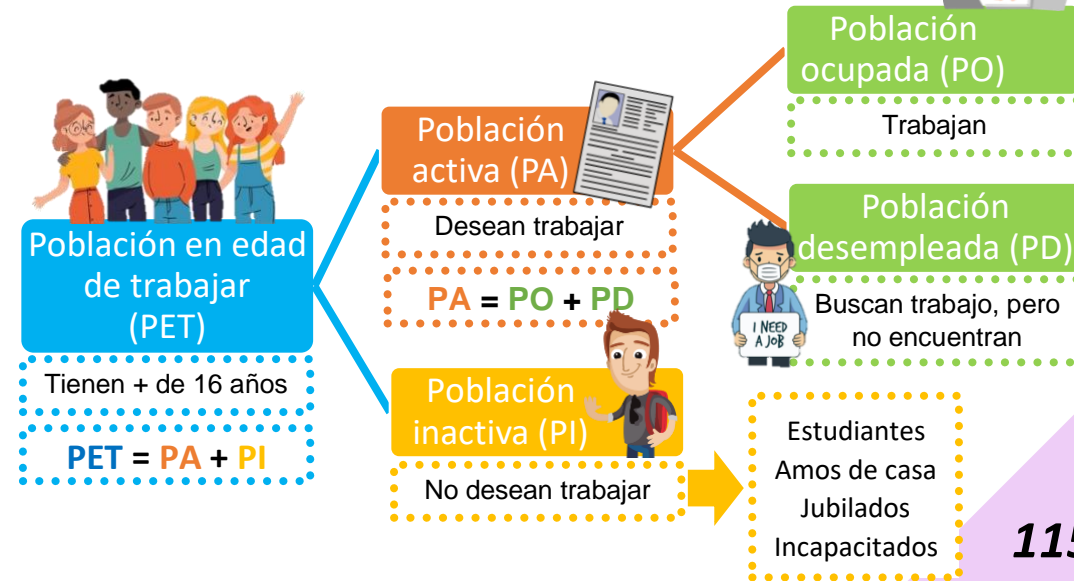 Población en edad
de trabajar
(PET)
Tienen + de 16 años
PET = PA + PI
Población
activa (PA)
Desean trabajar
PA = PO + PD
Población
inactiva (PI)
No desean trabajar
Población
ocupada (PO)
Trabajan
Población
desempleada (PD)
I NEED
A JOB
Buscan trabajo, pero
no encuentran
Estudiantes
Amos de casa
Jubilados
Incapacitados
115